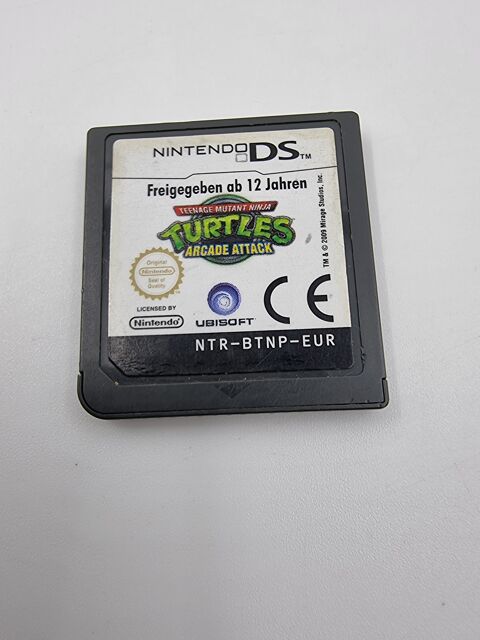 NINTENDO DS™
Freigegeben ab 12 Jahren
TEENAGE MUTANT NINJA
TURTLES
ARCADE ATTACK
TM & © 2009 Mirage Studios, Inc.
Original
Nintendo
Seal of
Quality
LICENSED BY
Nintendo
UBISOFT
CE
NTR-BTNP-EUR